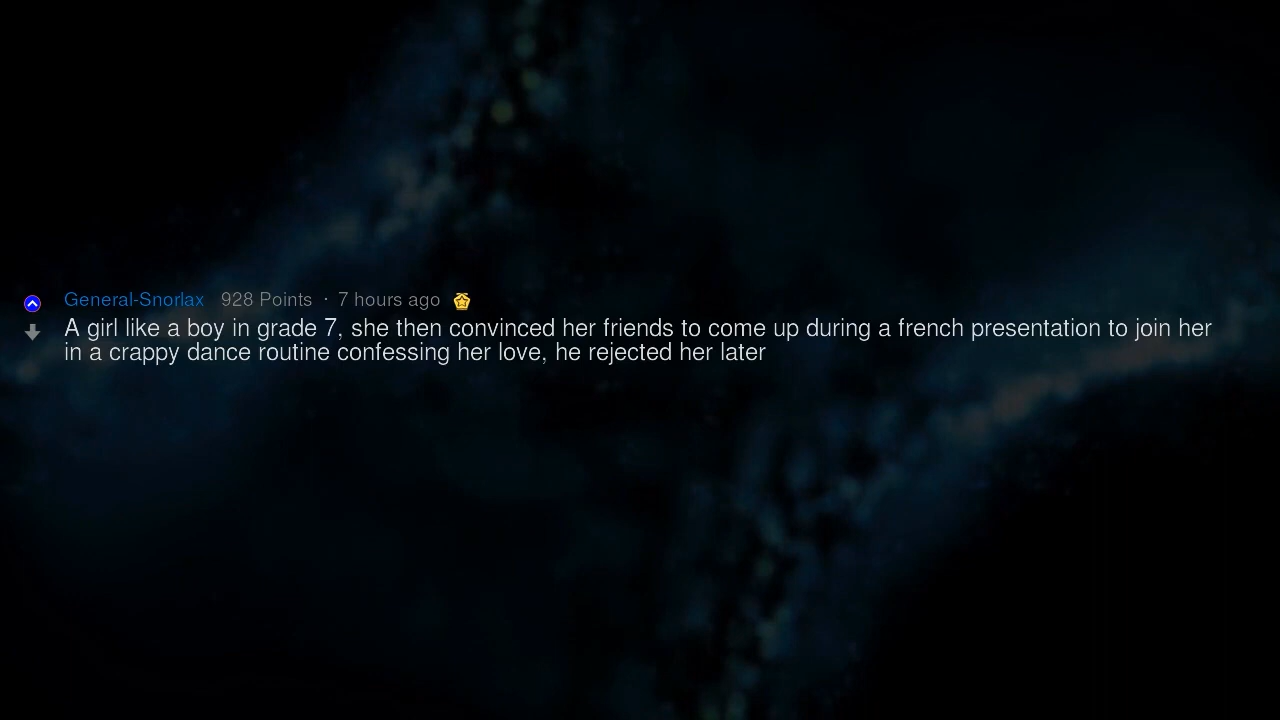 General-Snorlax 928 Points · 7 hours ago
A girl like a boy in grade 7, she then convinced her friends to come up during a french presentation to join her
in a crappy dance routine confessing her love, he rejected her later